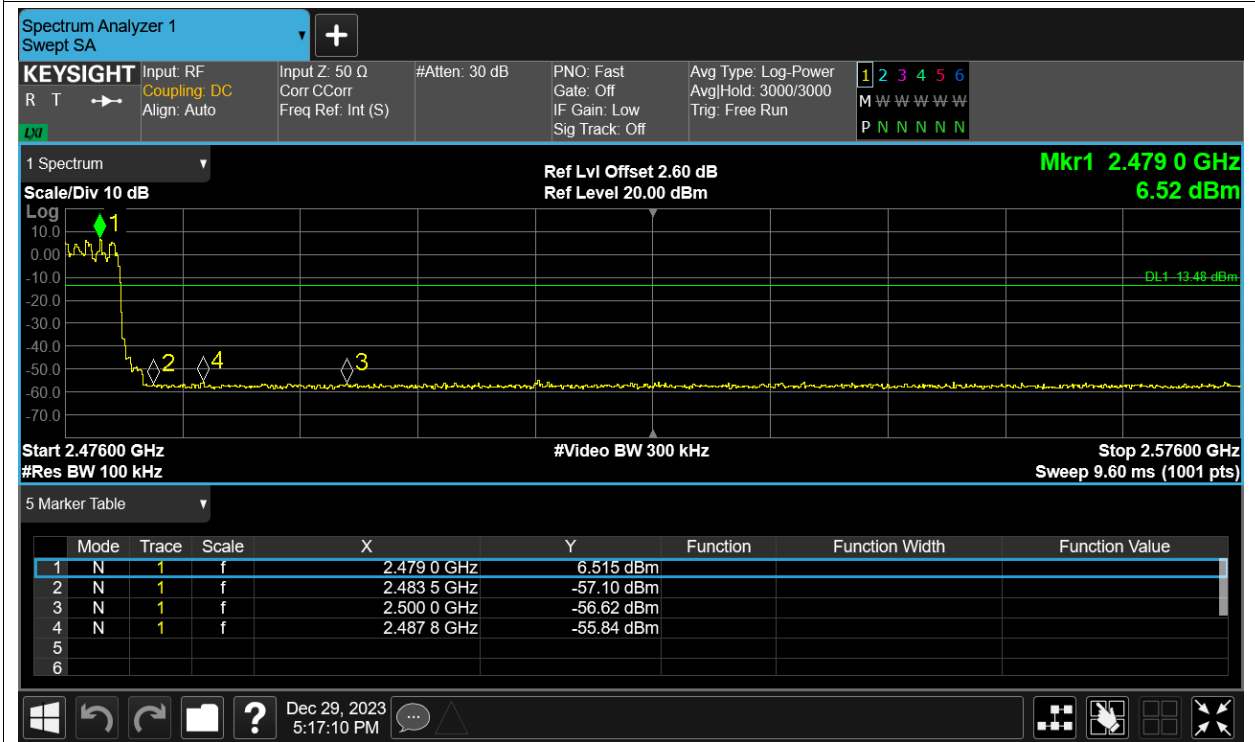 Spectrum Analyzer 1
Swept SA
KEYSIGHT
R T
LXI
Input: RF
Coupling: DC
Align: Auto
Input Z: 50 Ω
Corr CCorr
Freq Ref: Int (S)
#Atten: 30 dB
PNO: Fast
Gate: Off
IF Gain: Low
Sig Track: Off
Avg Type: Log-Power
Avg|Hold: 3000/3000
Trig: Free Run
1 2 3 4 5 6
M W W W W W
P N N N N N
1 Spectrum
Scale/Div 10 dB
Ref Lvl Offset 2.60 dB
Ref Level 20.00 dBm
Mkr1 2.479 0 GHz
6.52 dBm
Log
10.0
0.00
-10.0
-20.0
-30.0
-40.0
-50.0
-60.0
-70.0
1
2
4
3
DL1 -13.48 dBm
Start 2.47600 GHz
#Res BW 100 kHz
#Video BW 300 kHz
Stop 2.57600 GHz
Sweep 9.60 ms (1001 pts)
5 Marker Table
Mode Trace Scale X Y Function Function Width Function Value
1 N 1 f 2.479 0 GHz 6.515 dBm
2 N 1 f 2.483 5 GHz -57.10 dBm
3 N 1 f 2.500 0 GHz -56.62 dBm
4 N 1 f 2.487 8 GHz -55.84 dBm
5
6
?
Dec 29, 2023
5:17:10 PM